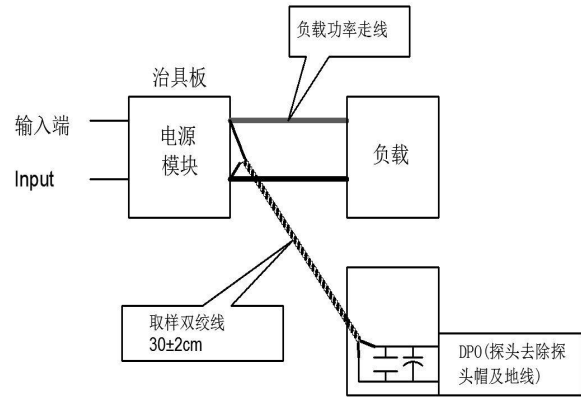 负载功率走线
治具板
输入端
Input
电源
模块
负载
取样双绞线
30±2cm
DPO(探头去除探
头帽及地线)